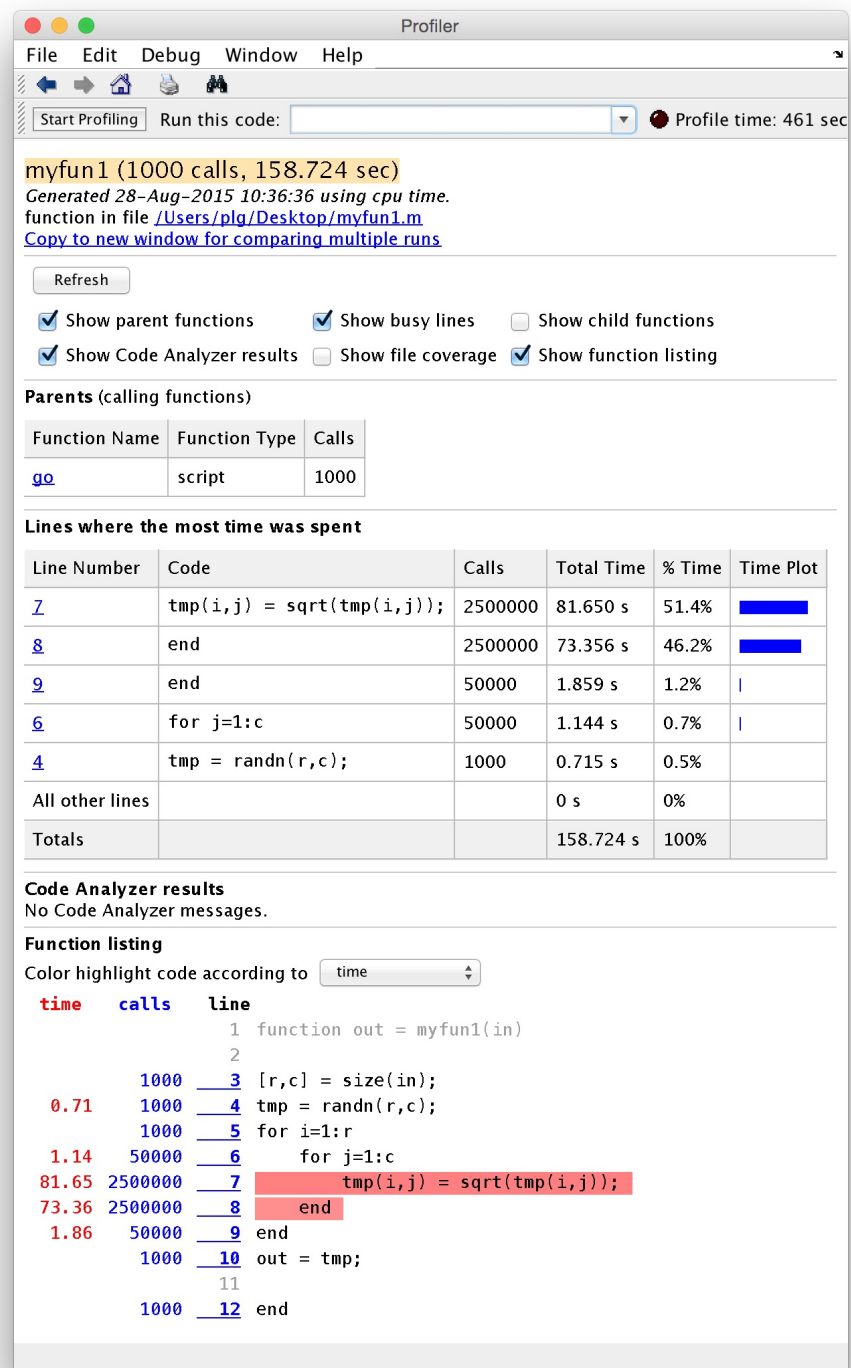 Profiler
File Edit Debug Window Help
Start Profiling Run this code: Profile time: 461 sec
myfun1 (1000 calls, 158.724 sec)
Generated 28-Aug-2015 10:36:36 using cpu time.
function in file /Users/plg/Desktop/myfun1.m
Copy to new window for comparing multiple runs
Refresh
Show parent functions Show busy lines Show child functions
Show Code Analyzer results Show file coverage Show function listing
Parents (calling functions)
Function Name Function Type Calls
go script 1000
Lines where the most time was spent
Line Number Code Calls Total Time % Time Time Plot
7 tmp(i,j) = sqrt(tmp(i,j)); 2500000 81.650 s 51.4%
8 end 2500000 73.356 s 46.2%
9 end 50000 1.859 s 1.2%
6 for j=1:c 50000 1.144 s 0.7%
4 tmp = randn(r,c); 1000 0.715 s 0.5%
All other lines 0 s 0%
Totals 158.724 s 100%
Code Analyzer results
No Code Analyzer messages.
Function listing
Color highlight code according to time
time calls line
1 function out = myfun1(in)
2
1000 3 [r,c] = size(in);
0.71 1000 4 tmp = randn(r,c);
1000 5 for i=1:r
1.14 50000 6 for j=1:c
81.65 2500000 7 tmp(i,j) = sqrt(tmp(i,j));
73.36 2500000 8 end
1.86 50000 9 end
1000 10 out = tmp;
11
1000 12 end